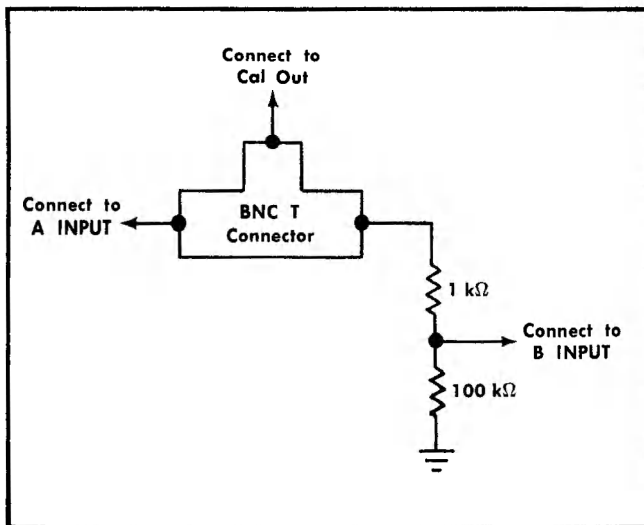 Connect to
Cal Out
Connect to
A INPUT
BNC T
Connector
1 kΩ
Connect to
B INPUT
100 kΩ